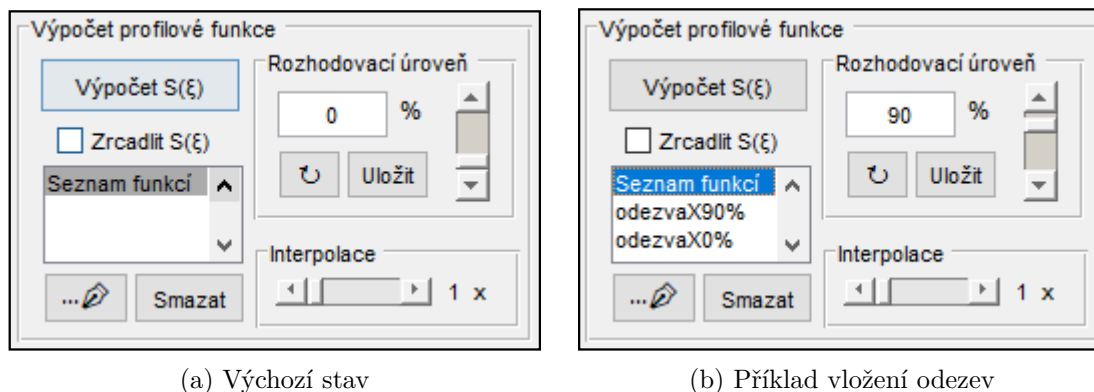 Výpočet profilové funkce
Výpočet S(ξ)
Zrcadlit S(ξ)
Seznam funkcí
...
Smazat
Rozhodovací úroveň
0 %
↻ Uložit
Interpolace
1 x
(a) Výchozí stav
Výpočet profilové funkce
Výpočet S(ξ)
Zrcadlit S(ξ)
Seznam funkcí
odezvaX90%
odezvaX0%
...
Smazat
Rozhodovací úroveň
90 %
↻ Uložit
Interpolace
1 x
(b) Příklad vložení odezev